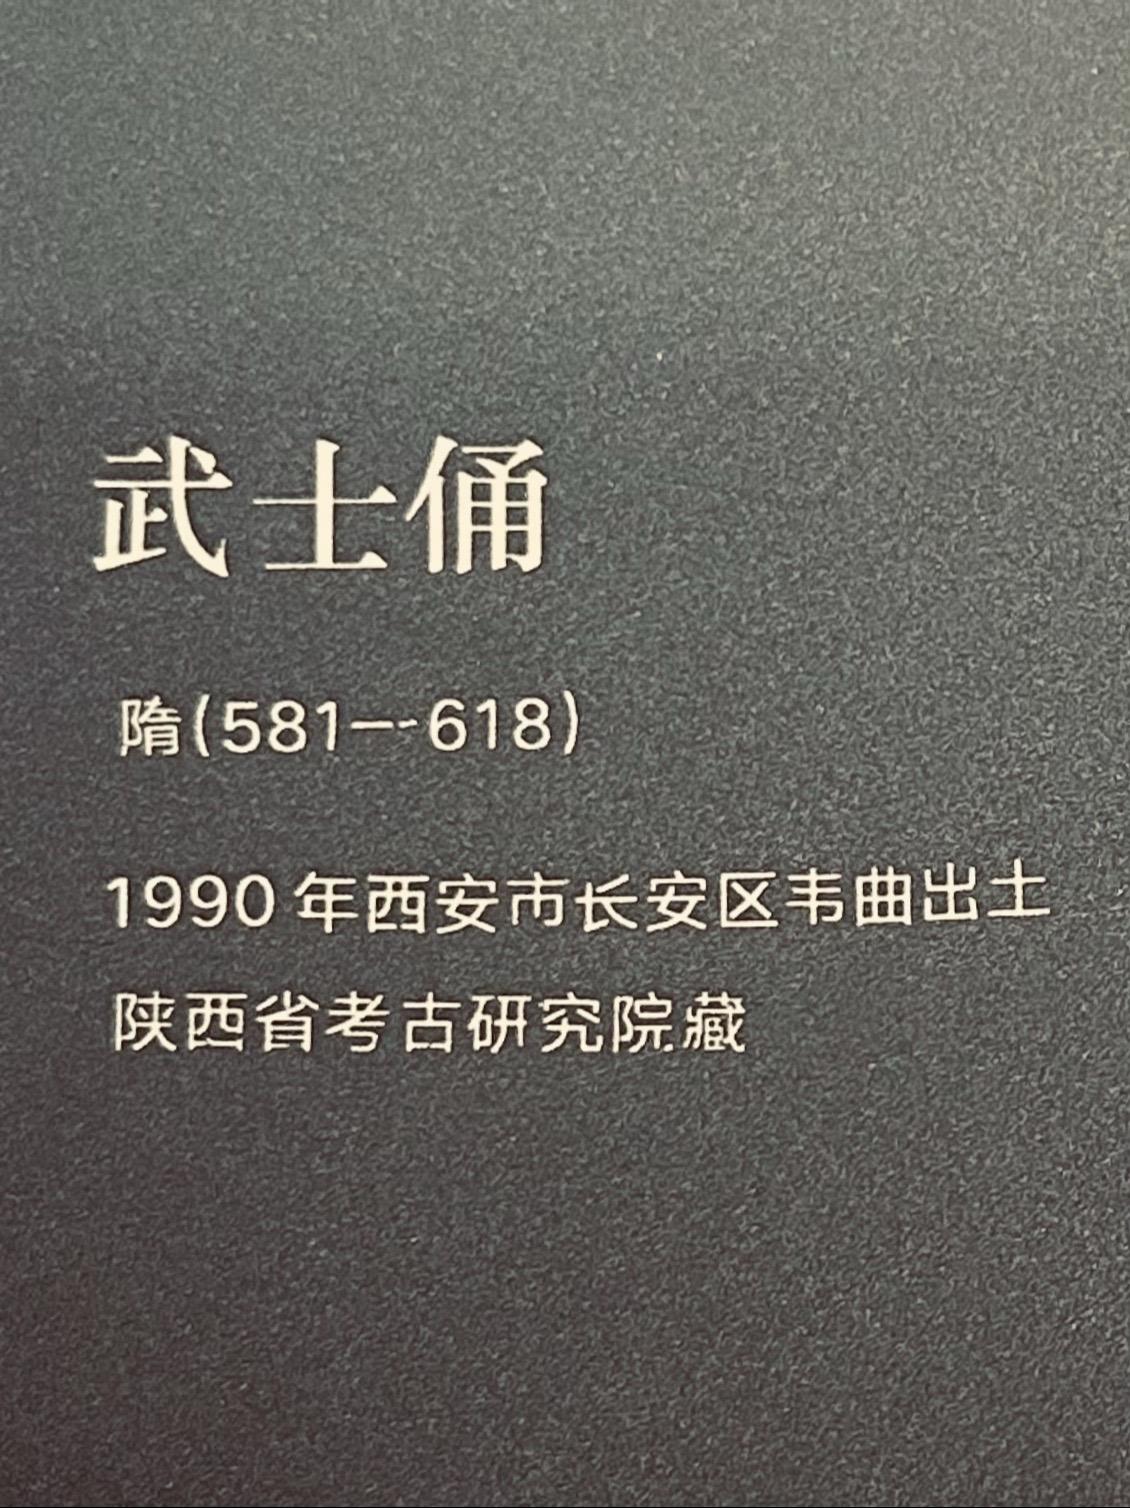 武士俑
隋(581—618)
1990年西安市长安区韦曲出土
陕西省考古研究院藏